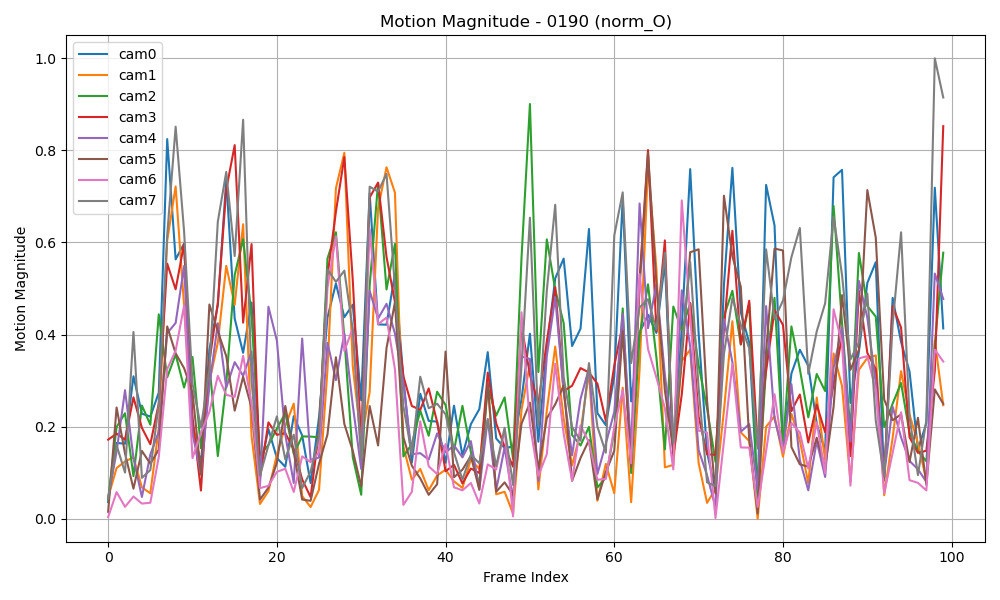 Motion Magnitude - 0190 (norm_O)
cam0
cam1
cam2
cam3
cam4
cam5
cam6
cam7
Motion Magnitude
1.0
0.8
0.6
0.4
0.2
0.0
0 20 40 60 80 100
Frame Index